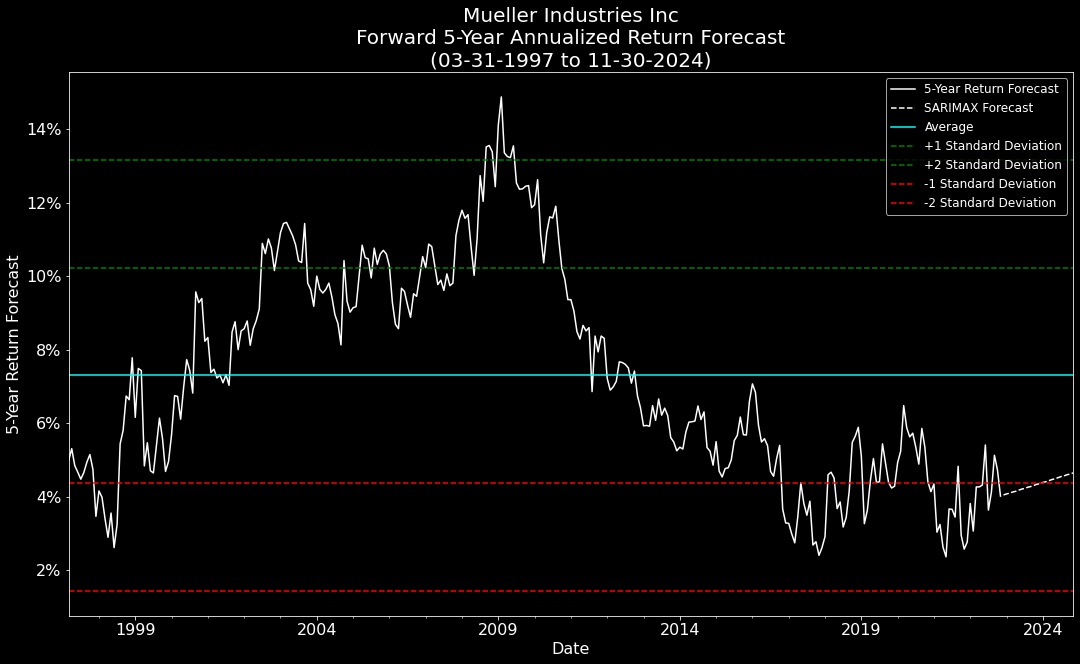 Mueller Industries Inc
Forward 5-Year Annualized Return Forecast
(03-31-1997 to 11-30-2024)
5-Year Return Forecast
SARIMAX Forecast
Average
+1 Standard Deviation
+2 Standard Deviation
-1 Standard Deviation
-2 Standard Deviation
14%
12%
10%
8%
6%
4%
2%
5-Year Return Forecast
1999
2004
2009
2014
2019
2024
Date